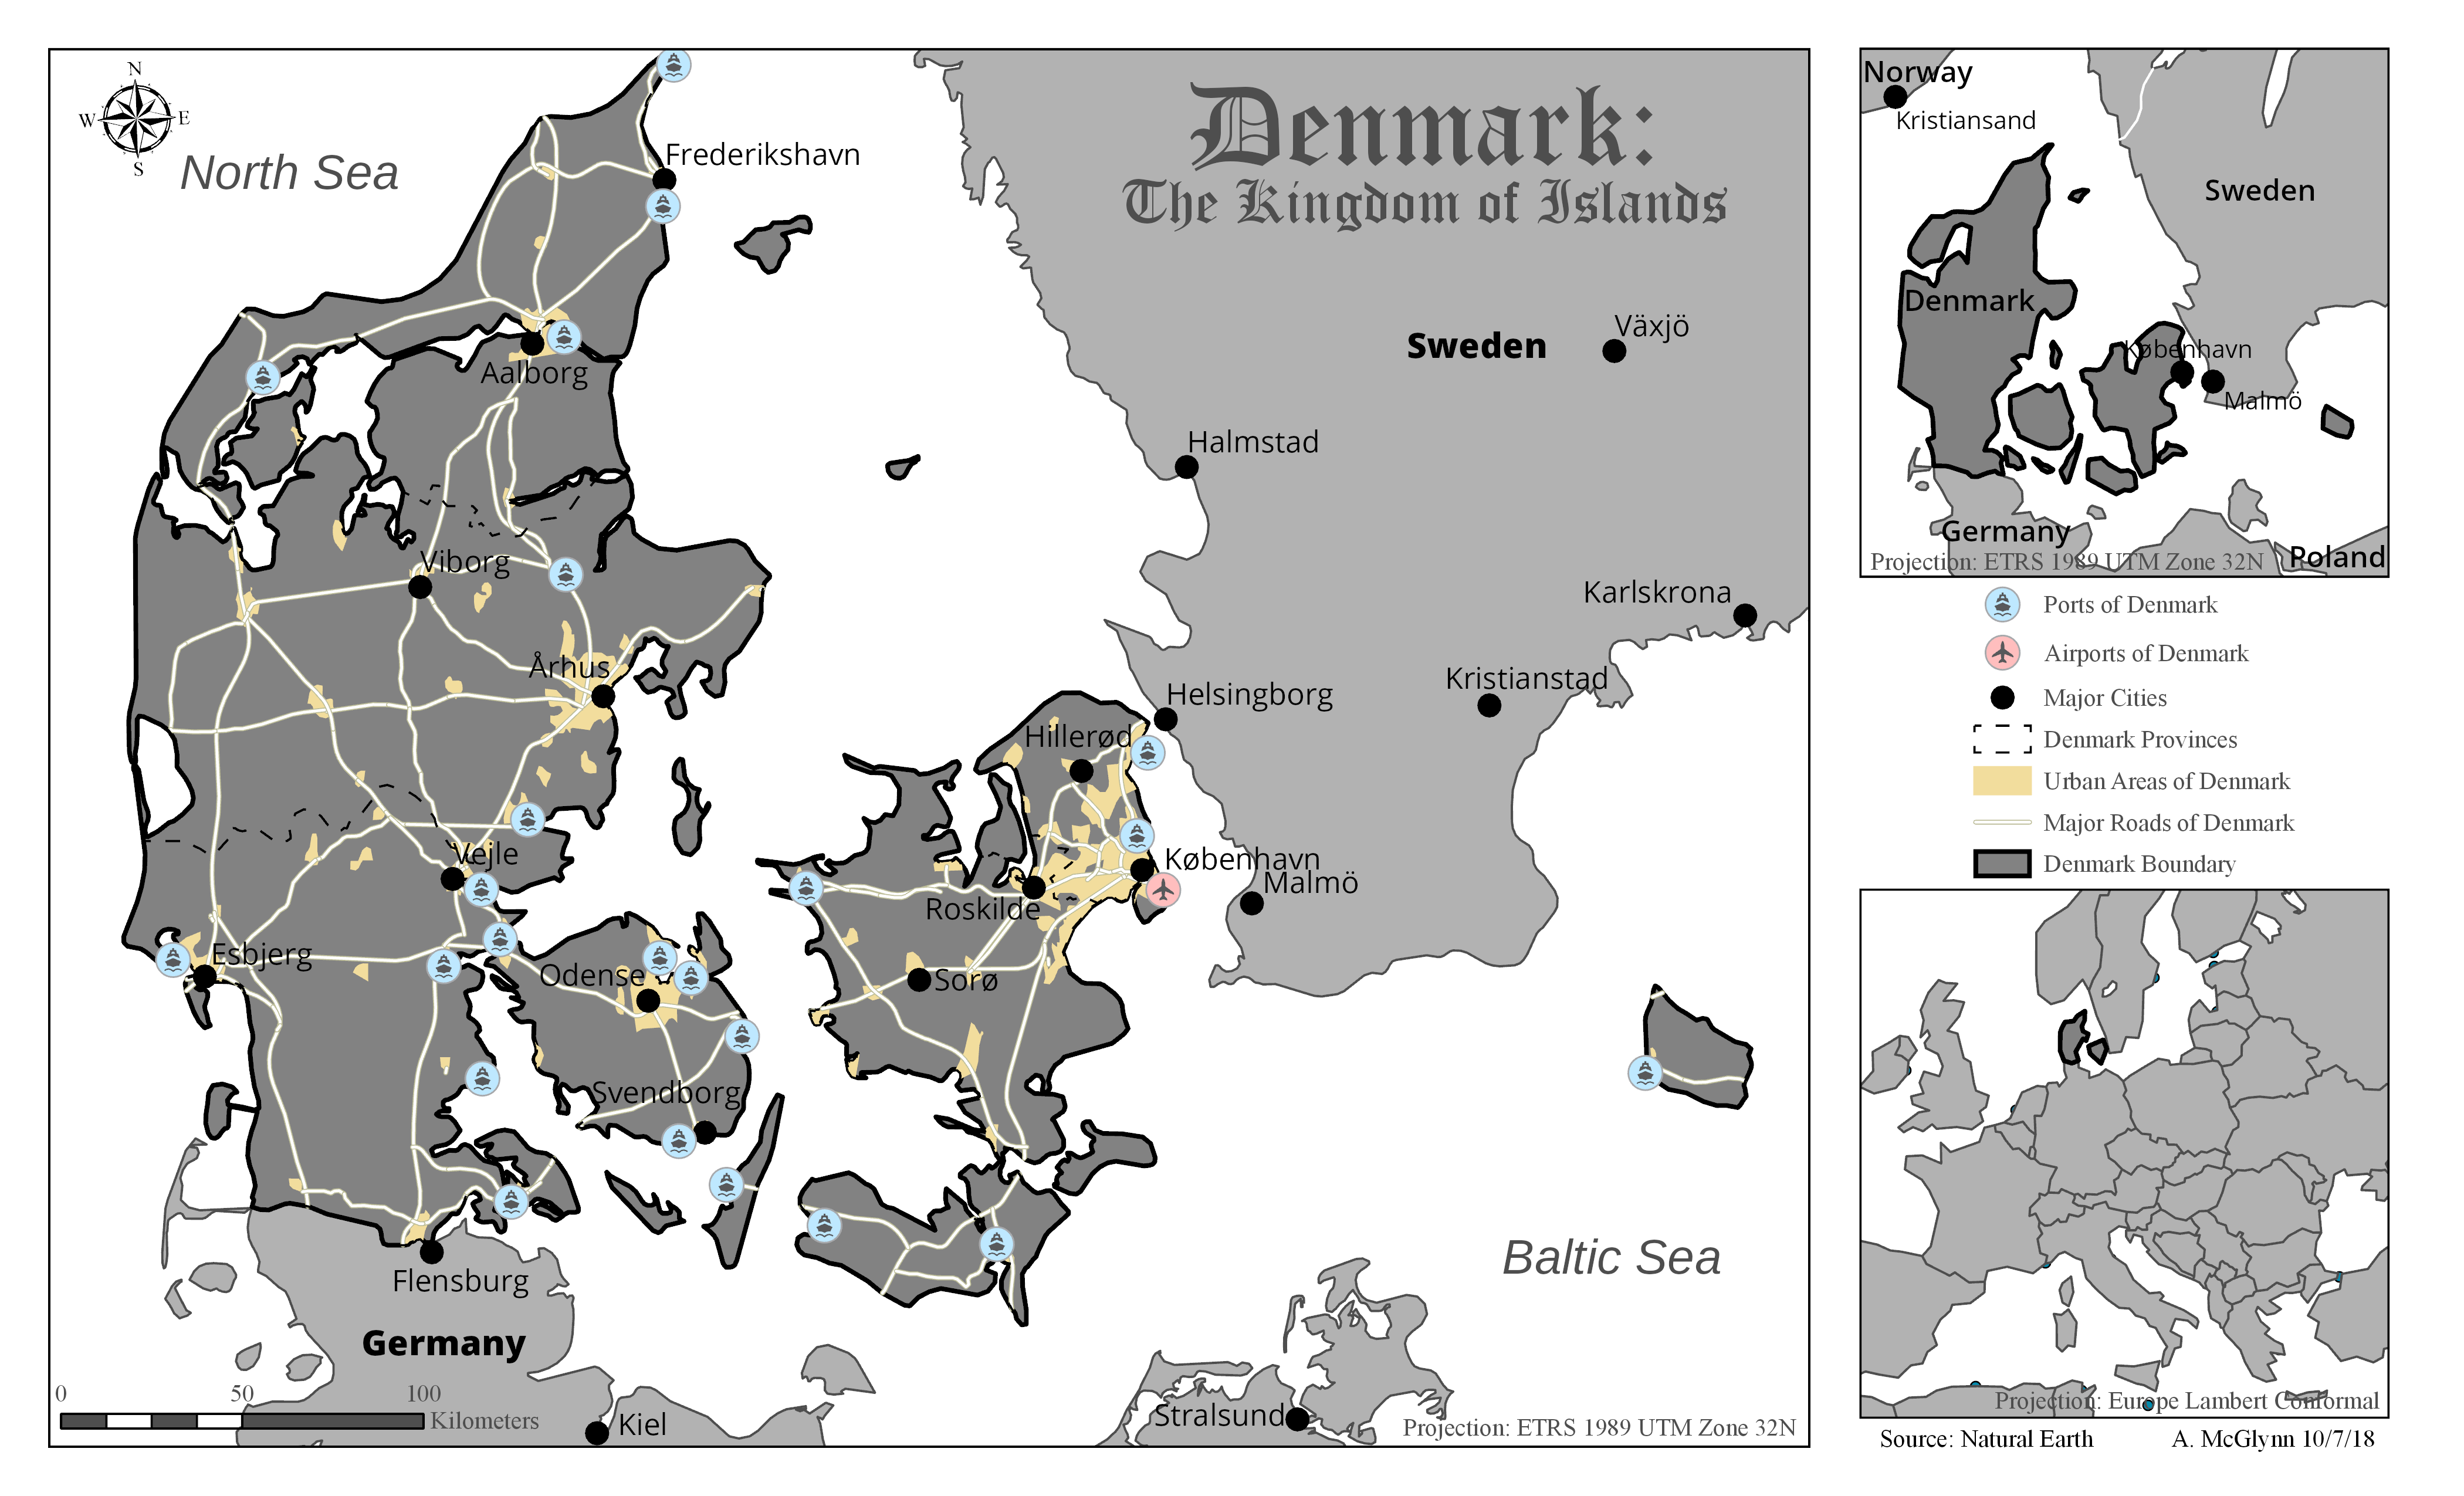 N
W E
S
North Sea
Denmark:
The Kingdom of Islands
Frederikshavn
Aalborg
Sweden
Växjö
Halmstad
Viborg
Karlskrona
Århus
Kristianstad
Helsingborg
Hillerød
Vejle
København
Malmö
Roskilde
Esbjerg
Odense
Sorø
Svendborg
Flensburg
Baltic Sea
Germany
0 50 100
Kilometers
Kiel
Stralsund
Projection: ETRS 1989 UTM Zone 32N
Norway
Kristiansand
Sweden
Denmark
København
Malmö
Germany
Poland
Projection: ETRS 1989 UTM Zone 32N
Ports of Denmark
Airports of Denmark
Major Cities
Denmark Provinces
Urban Areas of Denmark
Major Roads of Denmark
Denmark Boundary
Projection: Europe Lambert Conformal
Source: Natural Earth A. McGlynn 10/7/18